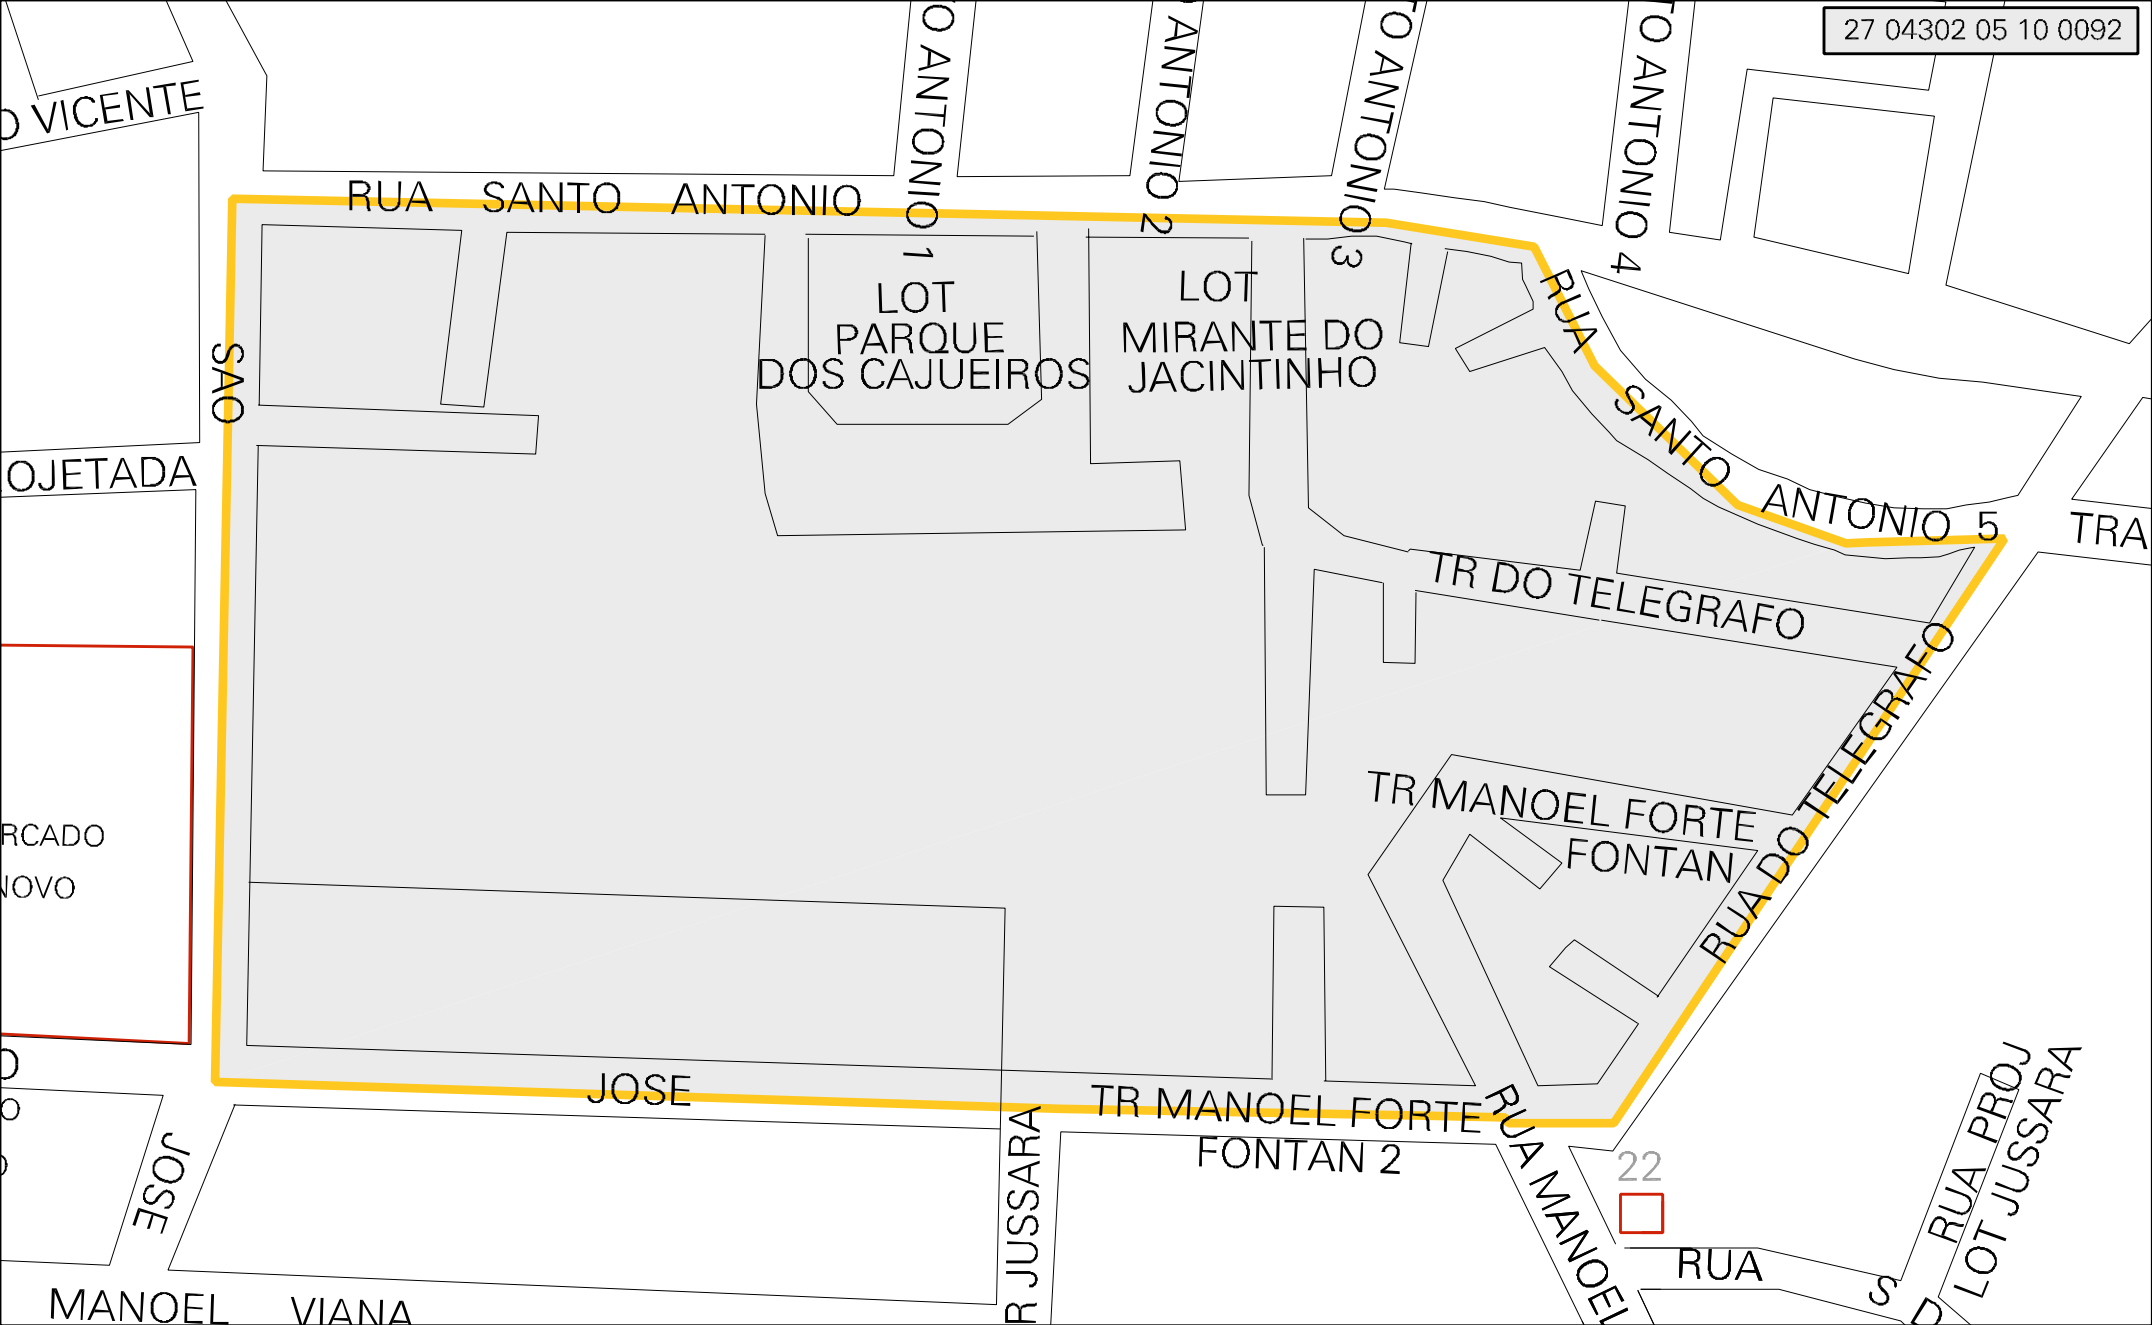 27 04302 05 10 0092
VICENTE
TO ANTONIO 1
ANTONIO 2
TO ANTONIO 3
TO ANTONIO 4
RUA SANTO ANTONIO
LOT
PARQUE
DOS CAJUEIROS
LOT
MIRANTE DO
JACINTINHO
RUA SANTO ANTONIO 5
SAO
OJETADA
TRA
TR DO TELEGRAFO
RUA DO TELEGRAFO
TR MANOEL FORTE
FONTAN
RCADO
NOVO
JOSE
TR MANOEL FORTE
FONTAN 2
RUA MANOEL
R JUSSARA
JOSE
22
RUA PROJ
LOT JUSSARA
RUA S D
MANOEL VIANA